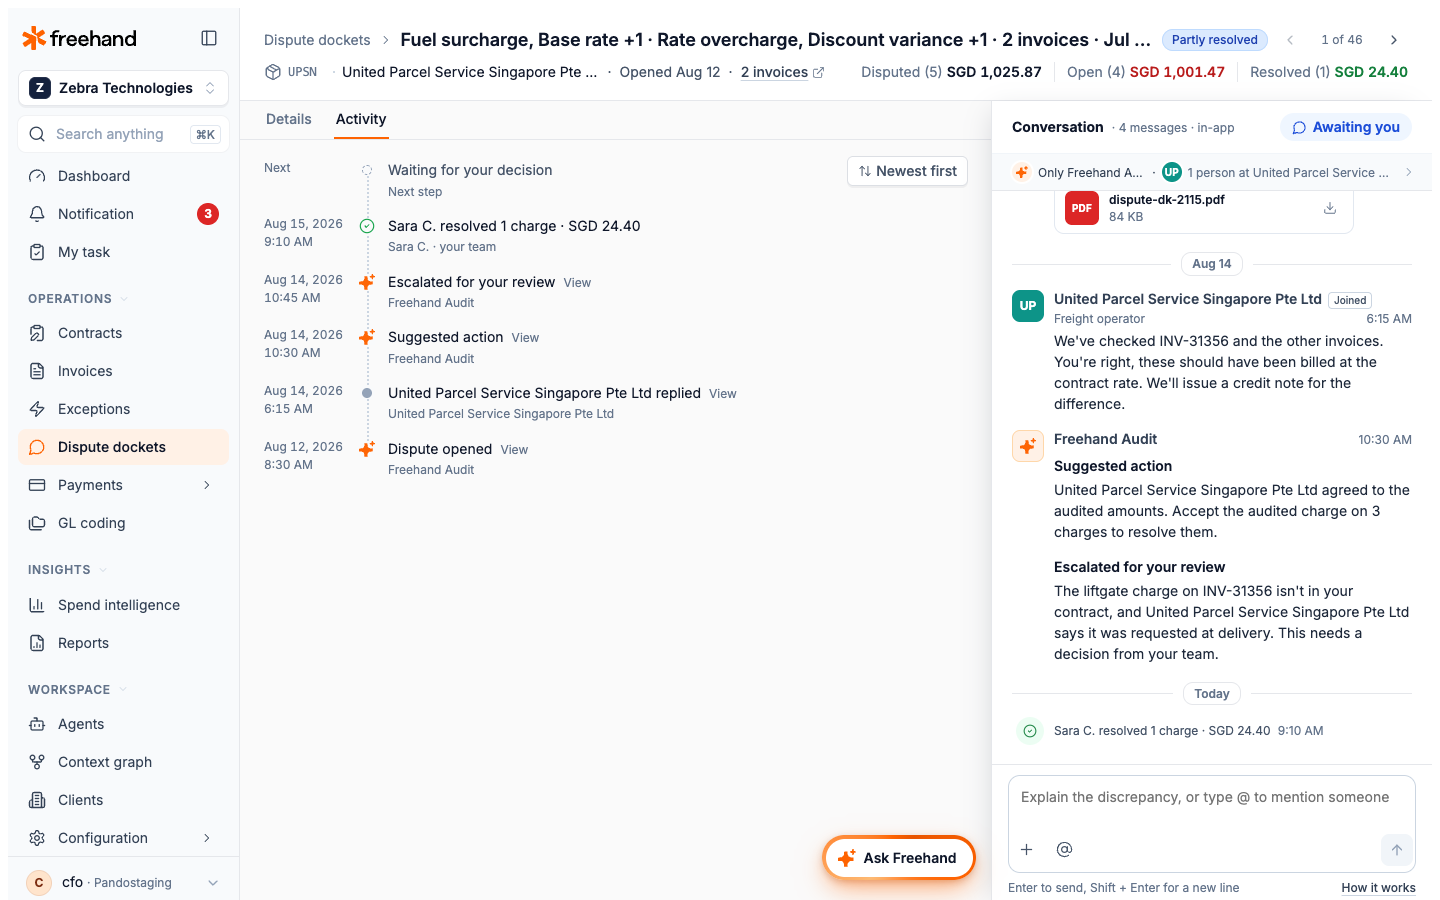 freehand
Z Zebra Technologies
Search anything ⌘K
Dashboard
Notification 3
My task
OPERATIONS
Contracts
Invoices
Exceptions
Dispute dockets
Payments
GL coding
INSIGHTS
Spend intelligence
Reports
WORKSPACE
Agents
Context graph
Clients
Configuration
C cfo · Pandostaging
Dispute dockets > Fuel surcharge, Base rate +1 · Rate overcharge, Discount variance +1 · 2 invoices · Jul ... Partly resolved 1 of 46
UPSN · United Parcel Service Singapore Pte ... · Opened Aug 12 · 2 invoices Disputed (5) SGD 1,025.87 Open (4) SGD 1,001.47 Resolved (1) SGD 24.40
Details Activity
Newest first
Next Waiting for your decision
Next step
Aug 15, 2026 Sara C. resolved 1 charge · SGD 24.40
9:10 AM Sara C. · your team
Aug 14, 2026 Escalated for your review View
10:45 AM Freehand Audit
Aug 14, 2026 Suggested action View
10:30 AM Freehand Audit
Aug 14, 2026 United Parcel Service Singapore Pte Ltd replied View
6:15 AM United Parcel Service Singapore Pte Ltd
Aug 12, 2026 Dispute opened View
8:30 AM Freehand Audit
Ask Freehand
Conversation · 4 messages · in-app Awaiting you
Only Freehand A... · UP 1 person at United Parcel Service ...
PDF dispute-dk-2115.pdf
84 KB
Aug 14
UP United Parcel Service Singapore Pte Ltd Joined
Freight operator 6:15 AM
We've checked INV-31356 and the other invoices.
You're right, these should have been billed at the
contract rate. We'll issue a credit note for the
difference.
Freehand Audit 10:30 AM
Suggested action
United Parcel Service Singapore Pte Ltd agreed to the
audited amounts. Accept the audited charge on 3
charges to resolve them.
Escalated for your review
The liftgate charge on INV-31356 isn't in your
contract, and United Parcel Service Singapore Pte Ltd
says it was requested at delivery. This needs a
decision from your team.
Today
Sara C. resolved 1 charge · SGD 24.40 9:10 AM
Explain the discrepancy, or type @ to mention someone
Enter to send, Shift + Enter for a new line How it works